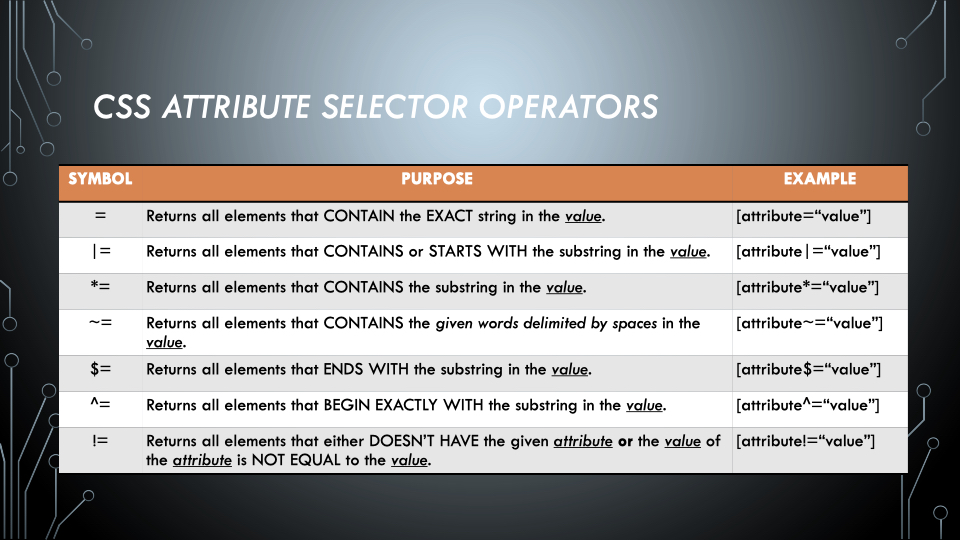 CSS ATTRIBUTE SELECTOR OPERATORS
SYMBOL PURPOSE EXAMPLE
= Returns all elements that CONTAIN the EXACT string in the value. [attribute=“value”]
|= Returns all elements that CONTAINS or STARTS WITH the substring in the value. [attribute|=“value”]
*= Returns all elements that CONTAINS the substring in the value. [attribute*=“value”]
~= Returns all elements that CONTAINS the given words delimited by spaces in the [attribute~=“value”]
value.
$= Returns all elements that ENDS WITH the substring in the value. [attribute$=“value”]
^= Returns all elements that BEGIN EXACTLY WITH the substring in the value. [attribute^=“value”]
!= Returns all elements that either DOESN’T HAVE the given attribute or the value of [attribute!=“value”]
the attribute is NOT EQUAL to the value.